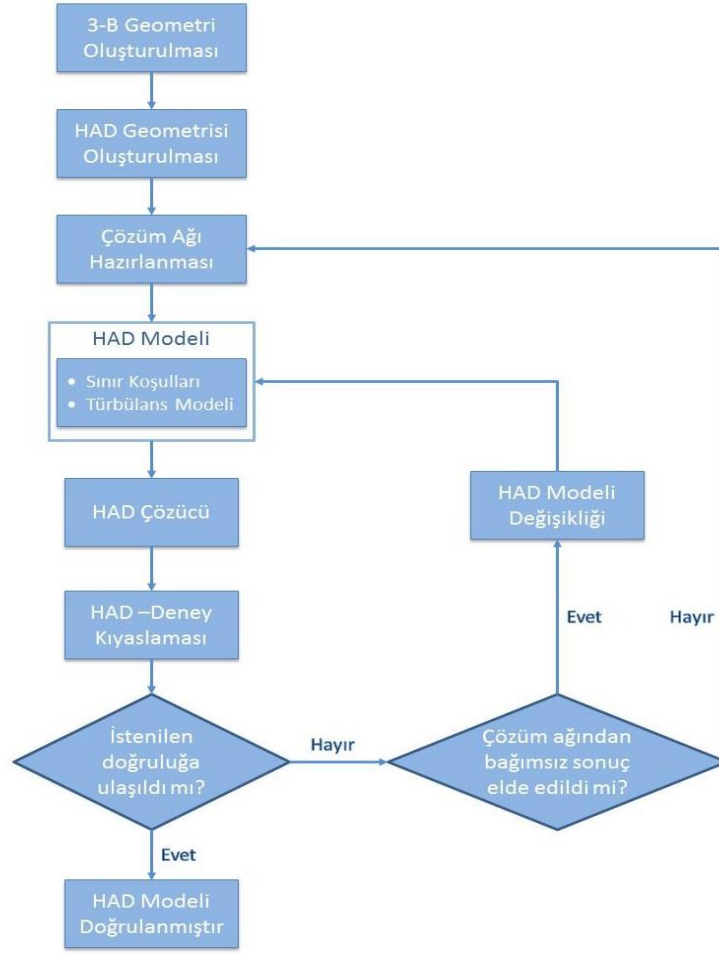 3-B Geometri
Oluşturulması
HAD Geometrisi
Oluşturulması
Çözüm Ağı
Hazırlanması
HAD Modeli
• Sınır Koşulları
• Türbülans Modeli
HAD Çözücü
HAD Modeli
Değişikliği
HAD –Deney
Kıyaslaması
Evet
Hayır
İstenilen
doğruluğa
ulaşıldı mı?
Hayır
Çözüm ağından
bağımsız sonuç
elde edildi mi?
Evet
HAD Modeli
Doğrulanmıştır